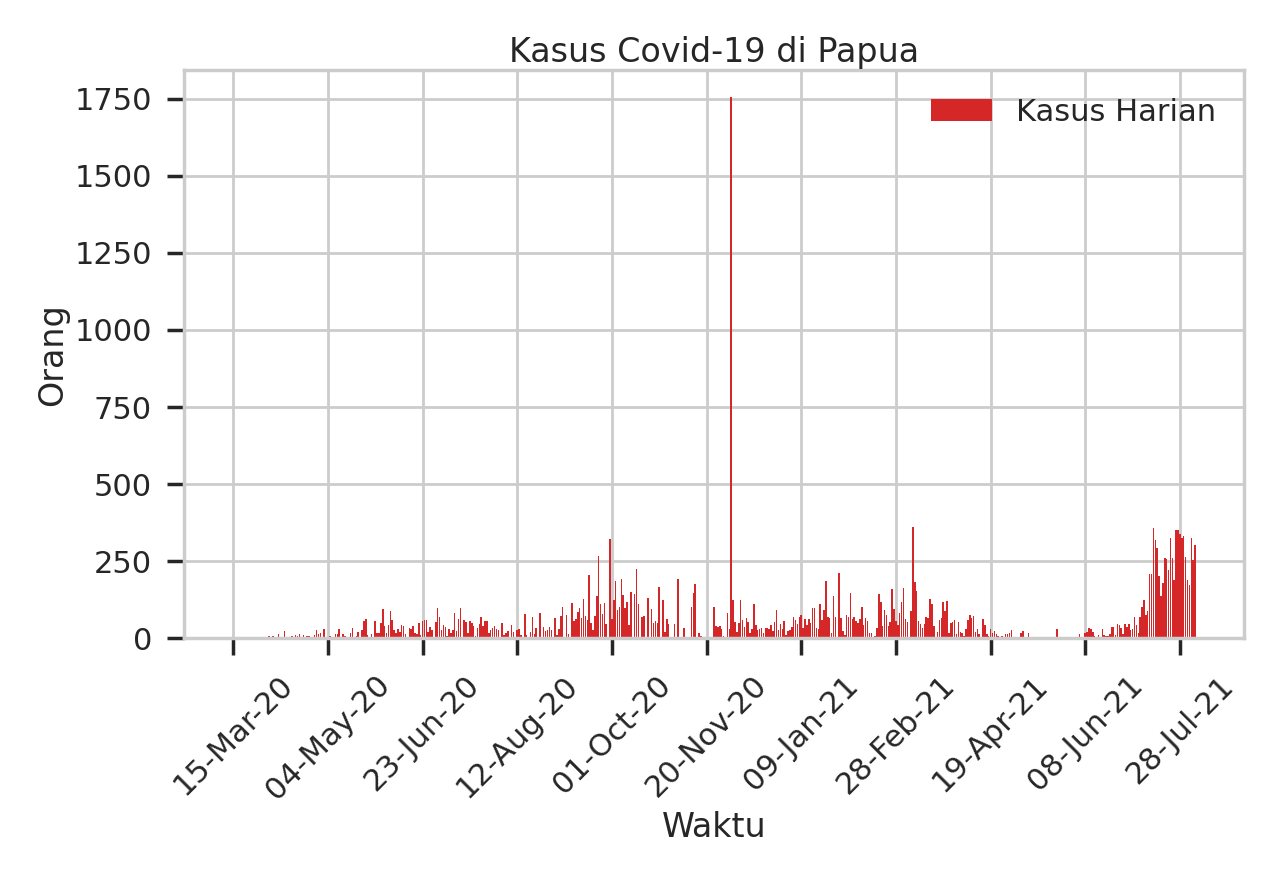 Kasus Covid-19 di Papua
Kasus Harian
Orang
1750
1500
1250
1000
750
500
250
0
15-Mar-20
04-May-20
23-Jun-20
12-Aug-20
01-Oct-20
20-Nov-20
09-Jan-21
28-Feb-21
19-Apr-21
08-Jun-21
28-Jul-21
Waktu